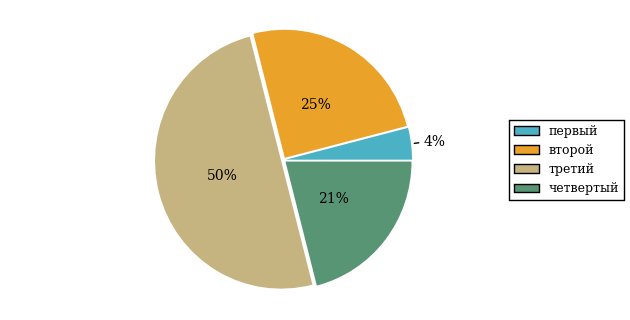 25%
4%
50%
21%
первый
второй
третий
четвертый